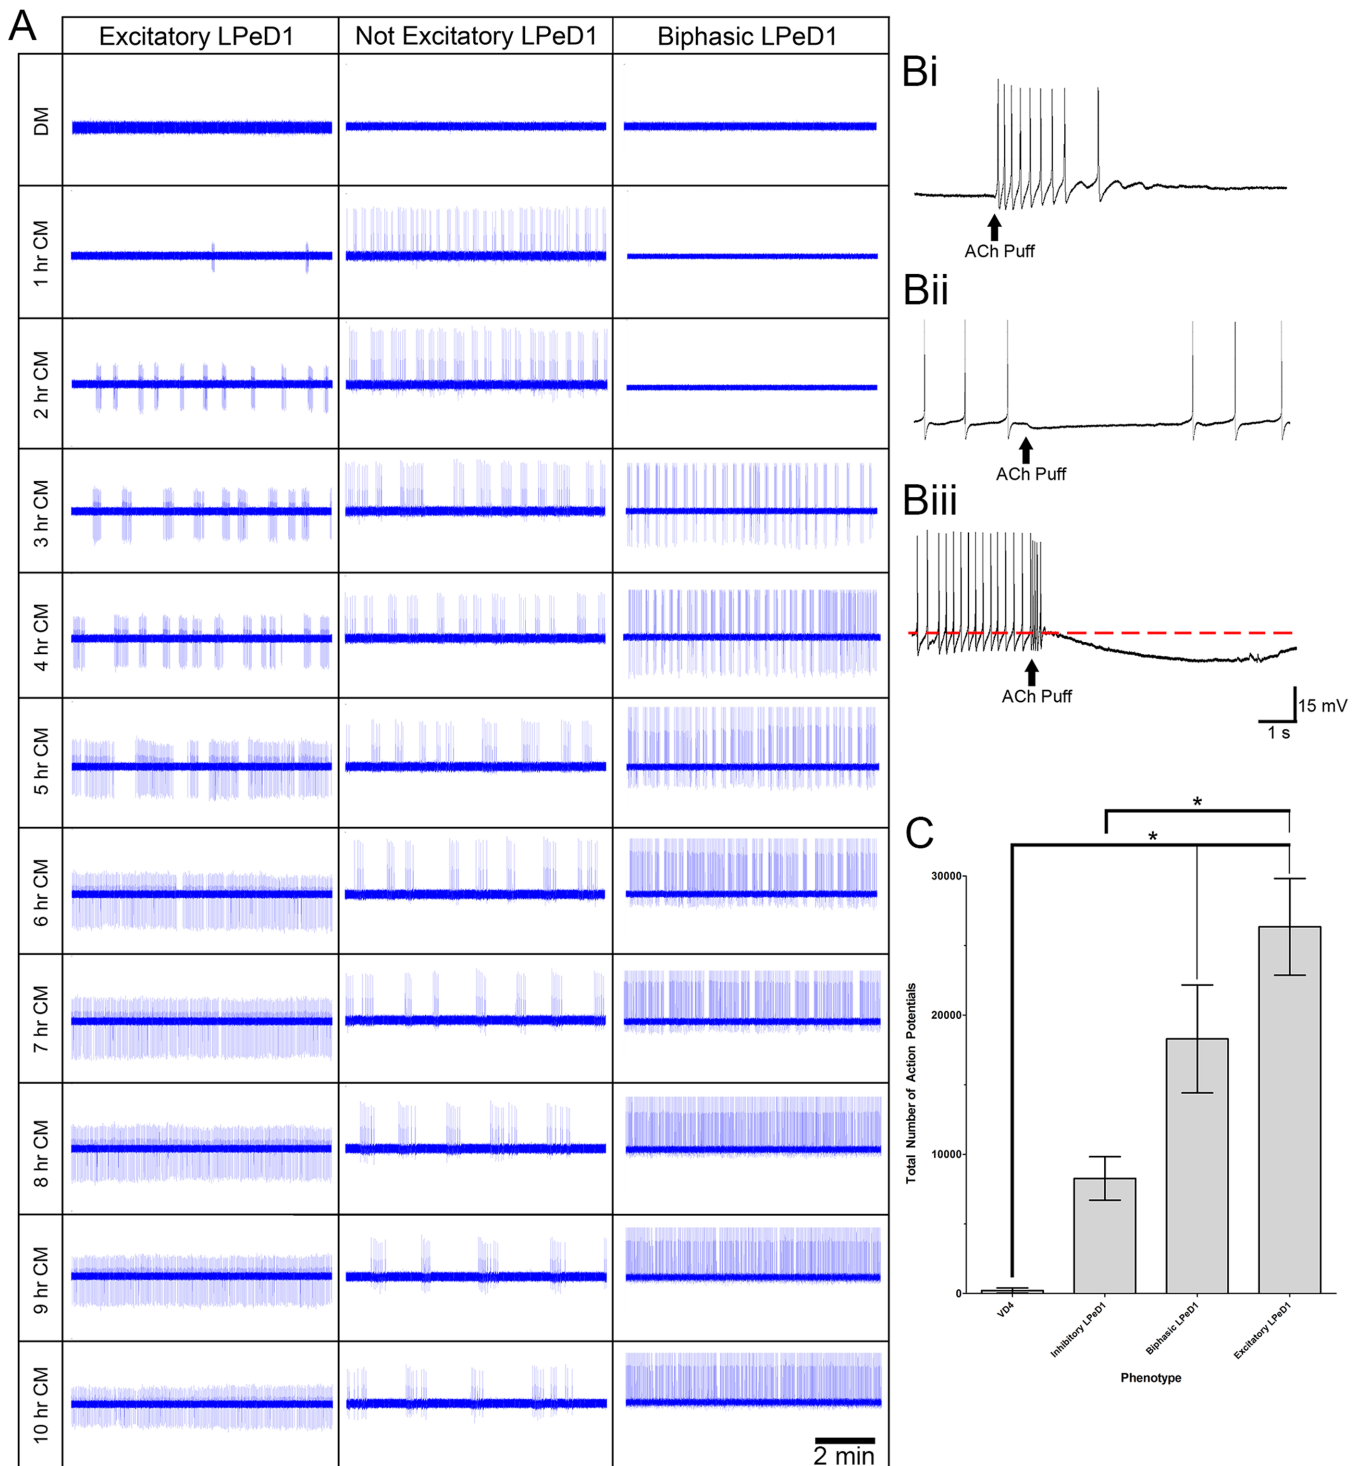 A
Excitatory LPeD1
Not Excitatory LPeD1
Biphasic LPeD1
DM
1 hr CM
2 hr CM
3 hr CM
4 hr CM
5 hr CM
6 hr CM
7 hr CM
8 hr CM
9 hr CM
10 hr CM
2 min
Bi
ACh Puff
Bii
ACh Puff
Biii
ACh Puff
15 mV
1 s
C
*
*
Total Number of Action Potentials
30000
20000
10000
0
VD4
Inhibitory LPeD1
Biphasic LPeD1
Excitatory LPeD1
Phenotype